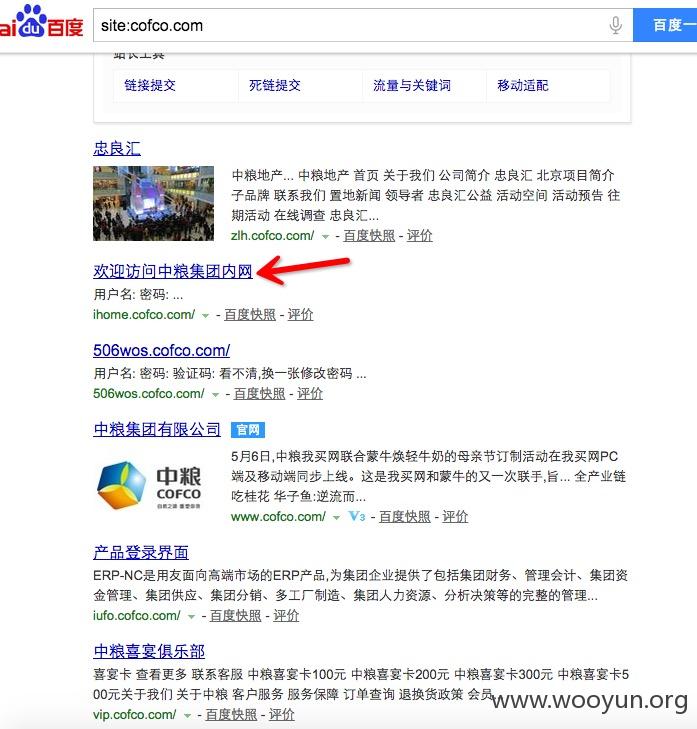 ai du 百度 site:cofco.com 百度一
站长工具
链接提交 死链提交 流量与关键词 移动适配
忠良汇
中粮地产... 中粮地产 首页 关于我们 公司简介 忠良汇 北京项目简介
子品牌 联系我们 置地新闻 领导者 忠良汇公益 活动空间 活动预告 往
期活动 在线调查 忠良汇...
zlh.cofco.com/ - 百度快照 - 评价
欢迎访问中粮集团内网
用户名: 密码: ...
ihome.cofco.com/ - 百度快照 - 评价
506wos.cofco.com/
用户名: 密码: 验证码: 看不清,换一张修改密码 ...
506wos.cofco.com/ - 百度快照 - 评价
中粮集团有限公司 官网
中粮
COFCO
自然之源 重塑你我
5月6日,中粮我买网联合蒙牛焕轻牛奶的母亲节订制活动在我买网PC
端及移动端同步上线。这是我买网和蒙牛的又一次联手,旨... 全产业链
吃桂花 华子鱼:逆流而...
www.cofco.com/ V3 - 百度快照 - 评价
产品登录界面
ERP-NC是用友面向高端市场的ERP产品,为集团企业提供了包括集团财务、管理会计、集团资
金管理、集团供应、集团分销、多工厂制造、集团人力资源、分析决策等的完整的管理...
iufo.cofco.com/ - 百度快照 - 评价
中粮喜宴俱乐部
喜宴卡 查看更多 联系客服 中粮喜宴卡100元 中粮喜宴卡200元 中粮喜宴卡300元 中粮喜宴卡5
00元关于我们 关于中粮 客户服务 服务保障 订单查询 退换货政策 会员
vip.cofco.com/ - 百度快照 - 评价
www.wooyun.org